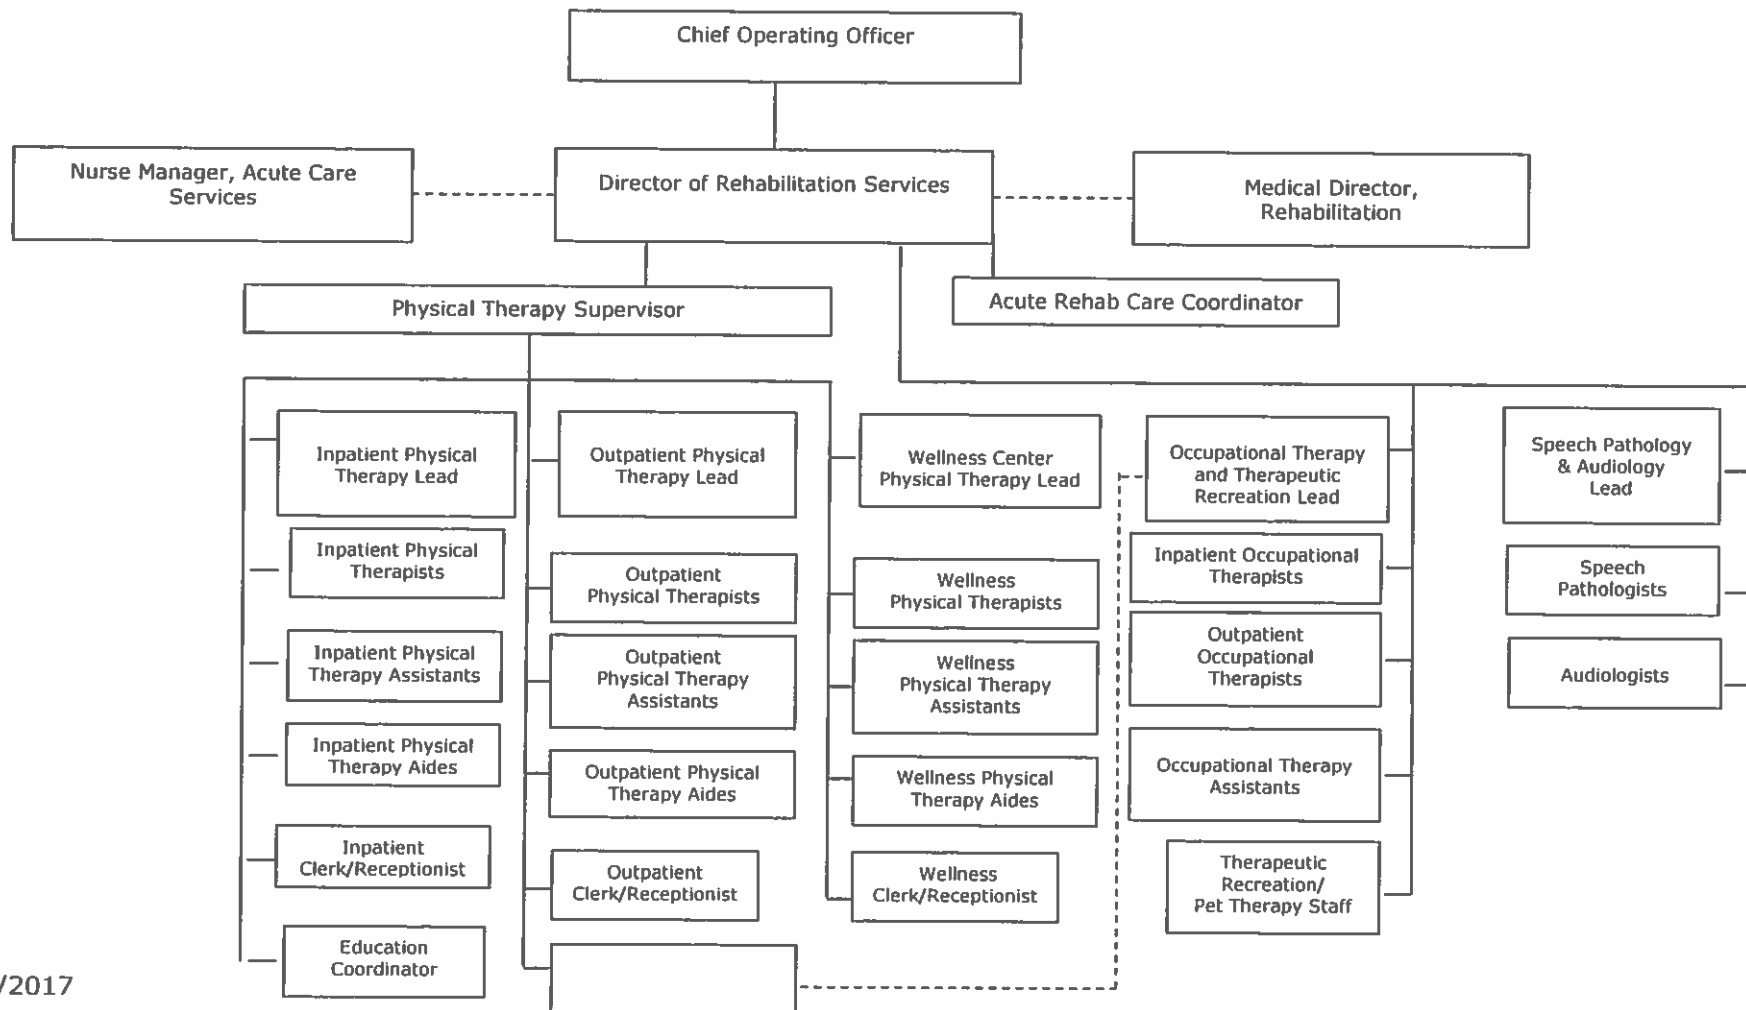 Chief Operating Officer
Nurse Manager, Acute Care
Services
Director of Rehabilitation Services
Medical Director,
Rehabilitation
Physical Therapy Supervisor
Acute Rehab Care Coordinator
Inpatient Physical
Therapy Lead
Inpatient Physical
Therapists
Inpatient Physical
Therapy Assistants
Inpatient Physical
Therapy Aides
Inpatient
Clerk/Receptionist
Education
Coordinator
Outpatient Physical
Therapy Lead
Outpatient
Physical Therapists
Outpatient
Physical Therapy
Assistants
Outpatient Physical
Therapy Aides
Outpatient
Clerk/Receptionist
Wellness Center
Physical Therapy Lead
Wellness
Physical Therapists
Wellness
Physical Therapy
Assistants
Wellness Physical
Therapy Aides
Wellness
Clerk/Receptionist
Occupational Therapy
and Therapeutic
Recreation Lead
Inpatient Occupational
Therapists
Outpatient
Occupational
Therapists
Occupational Therapy
Assistants
Therapeutic
Recreation/
Pet Therapy Staff
Speech Pathology
& Audiology
Lead
Speech
Pathologists
Audiologists
/2017